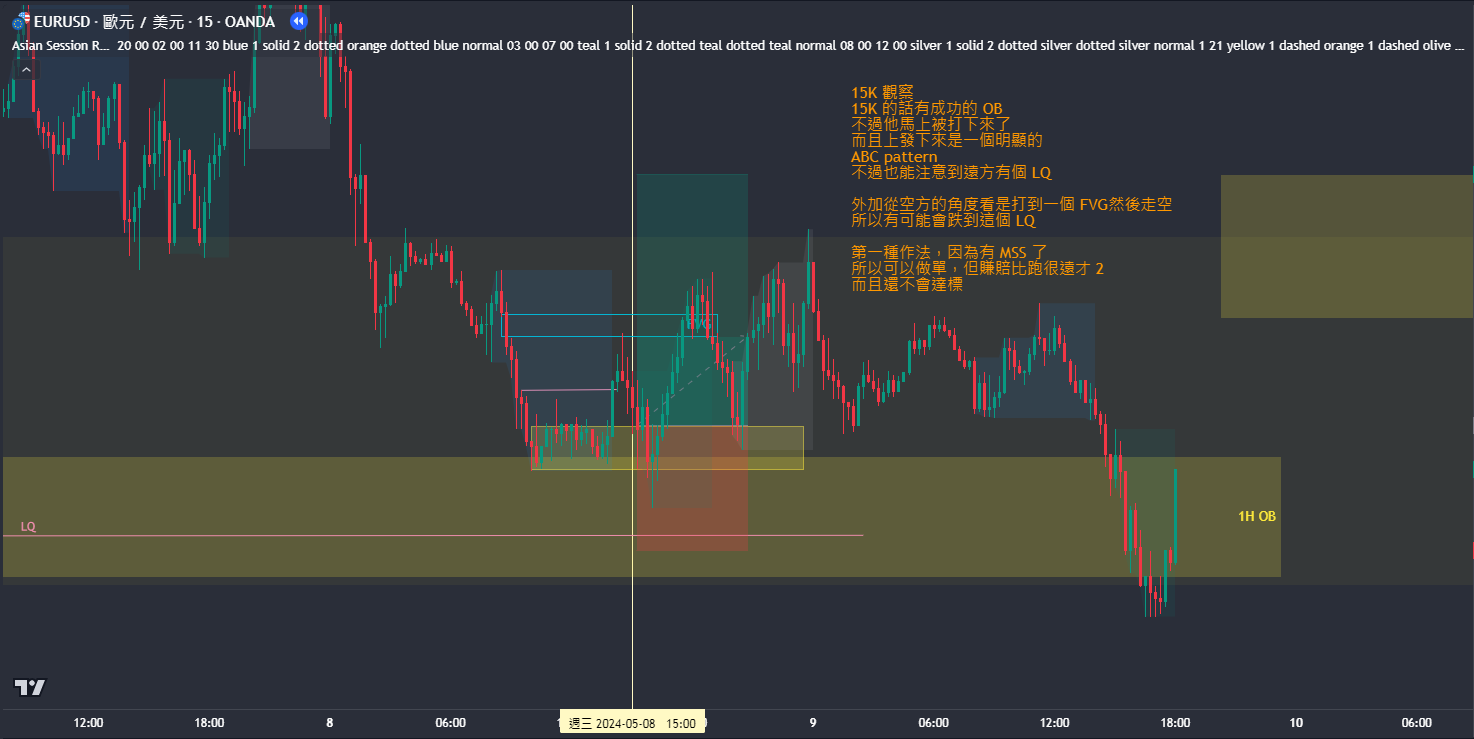 EURUSD · 歐元 / 美元 · 15 · OANDA
Asian Session R... 20 00 02 00 11 30 blue 1 solid 2 dotted orange dotted blue normal 03 00 07 00 teal 1 solid 2 dotted teal dotted teal normal 08 00 12 00 silver 1 solid 2 dotted silver dotted silver normal 1 21 yellow 1 dashed orange 1 dashed olive ...
15K 觀察
15K 的話有成功的 OB
不過他馬上被打下來了
而且上發下來是一個明顯的
ABC pattern
不過也能注意到遠方有個 LQ
外加從空方的角度看是打到一個 FVG然後走空
所以有可能會跌到這個 LQ
第一種作法，因為有 MSS 了
所以可以做單，但賺賠比跑很遠才 2
而且還不會達標
FVG
1H OB
LQ
12:00 18:00 8 06:00 週三 2024-05-08 15:00 9 06:00 12:00 18:00 10 06:00